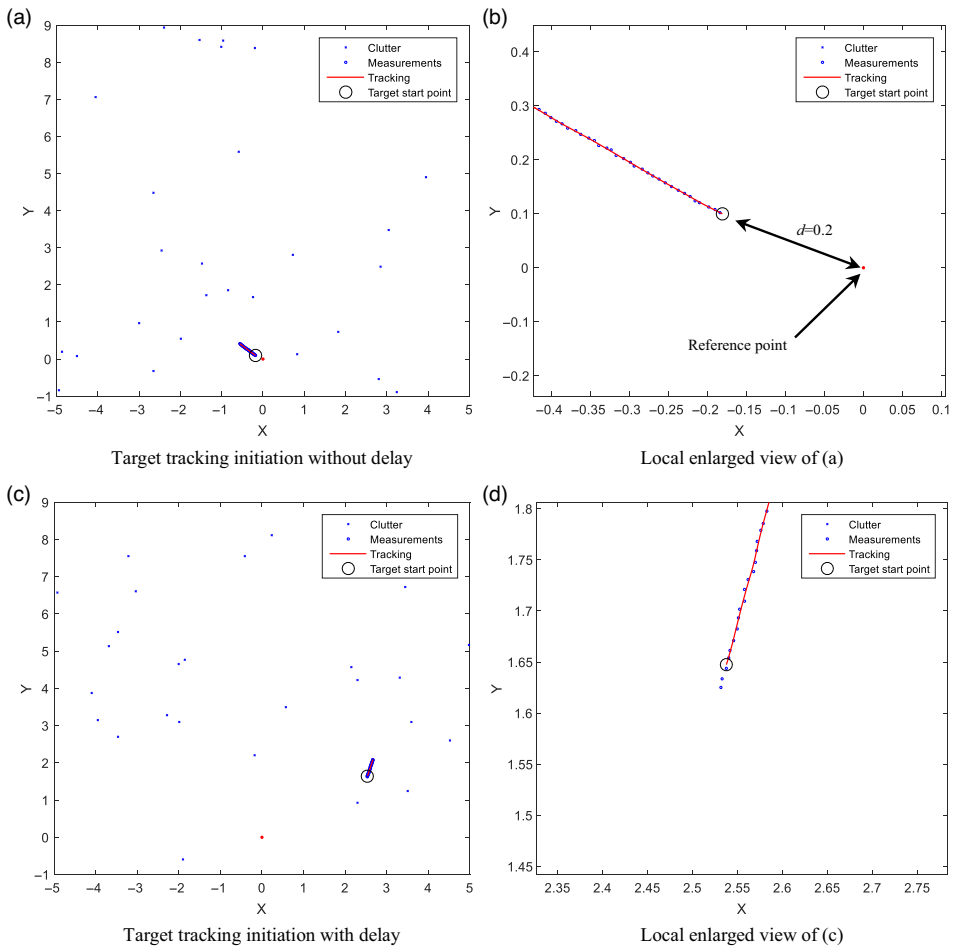 (a)
9
8
7
6
5
4
3
2
1
0
−1
Y
−5 −4 −3 −2 −1 0 1 2 3 4 5
X
Clutter
Measurements
Tracking
Target start point
Target tracking initiation without delay
(b)
0.4
0.3
0.2
0.1
0
−0.1
−0.2
Y
−0.4 −0.35 −0.3 −0.25 −0.2 −0.15 −0.1 −0.05 0 0.05 0.1
X
Clutter
Measurements
Tracking
Target start point
d=0.2
Reference point
Local enlarged view of (a)
(c)
9
8
7
6
5
4
3
2
1
0
−1
Y
−5 −4 −3 −2 −1 0 1 2 3 4 5
X
Clutter
Measurements
Tracking
Target start point
Target tracking initiation with delay
(d)
1.8
1.75
1.7
1.65
1.6
1.55
1.5
1.45
Y
2.35 2.4 2.45 2.5 2.55 2.6 2.65 2.7 2.75
X
Clutter
Measurements
Tracking
Target start point
Local enlarged view of (c)